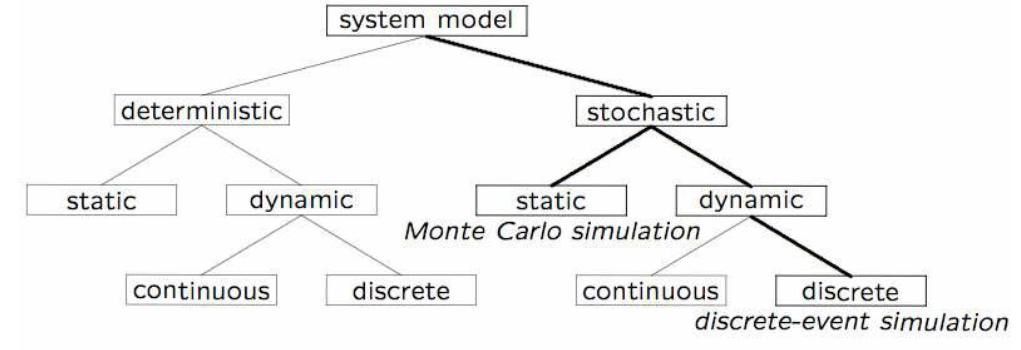 system model
deterministic
stochastic
static
dynamic
static
dynamic
Monte Carlo simulation
continuous
discrete
continuous
discrete
discrete-event simulation